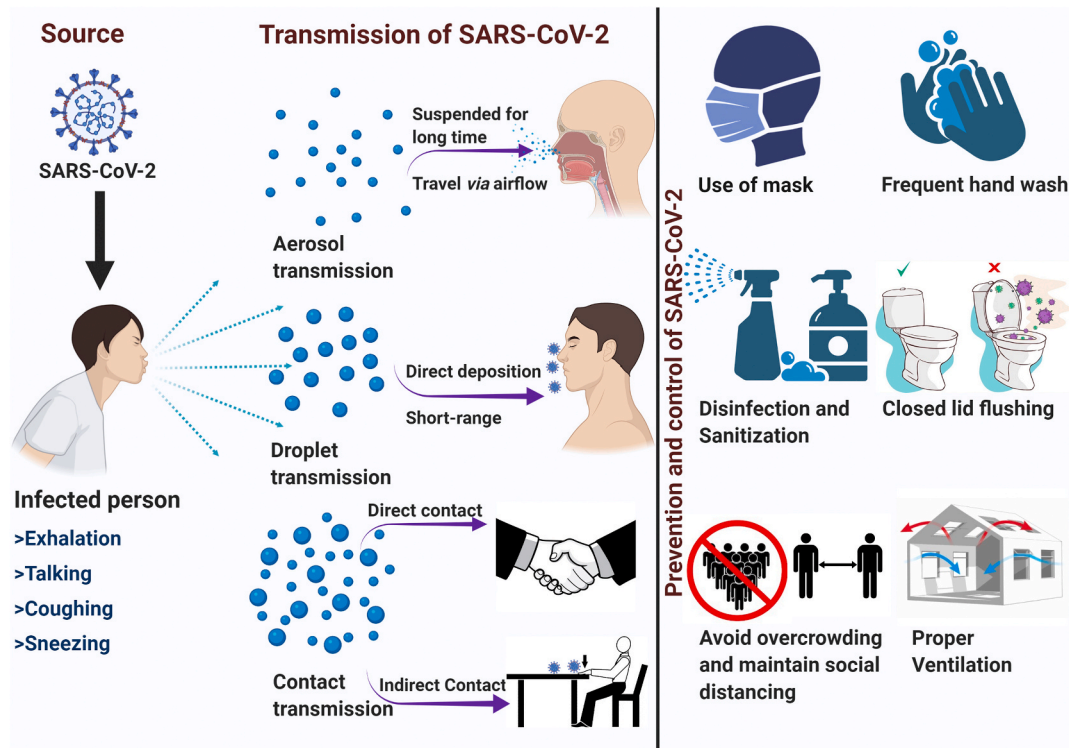 Source
SARS-CoV-2
Infected person
>Exhalation
>Talking
>Coughing
>Sneezing
Transmission of SARS-CoV-2
Suspended for
long time
Travel via airflow
Aerosol
transmission
Direct deposition
Short-range
Droplet
transmission
Direct contact
Contact
transmission
Indirect Contact
Prevention and control of SARS-CoV-2
Use of mask
Frequent hand wash
Disinfection and
Sanitization
Closed lid flushing
Avoid overcrowding
and maintain social
distancing
Proper
Ventilation